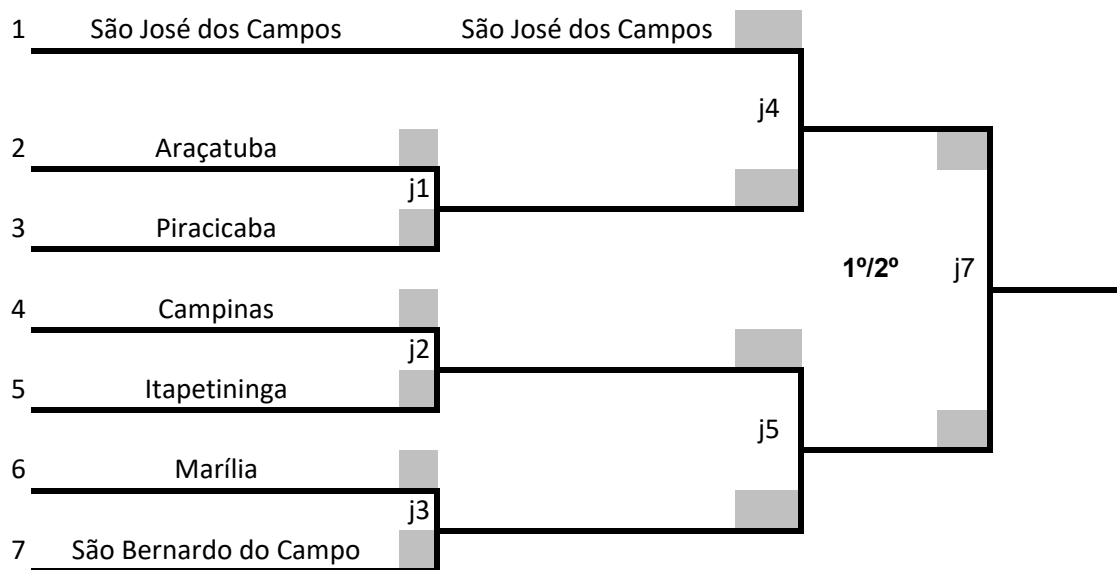 1 São José dos Campos São José dos Campos
j4
2 Araçatuba
j1
3 Piracicaba
1º/2º j7
4 Campinas
j2
5 Itapetininga
j5
6 Marília
j3
7 São Bernardo do Campo